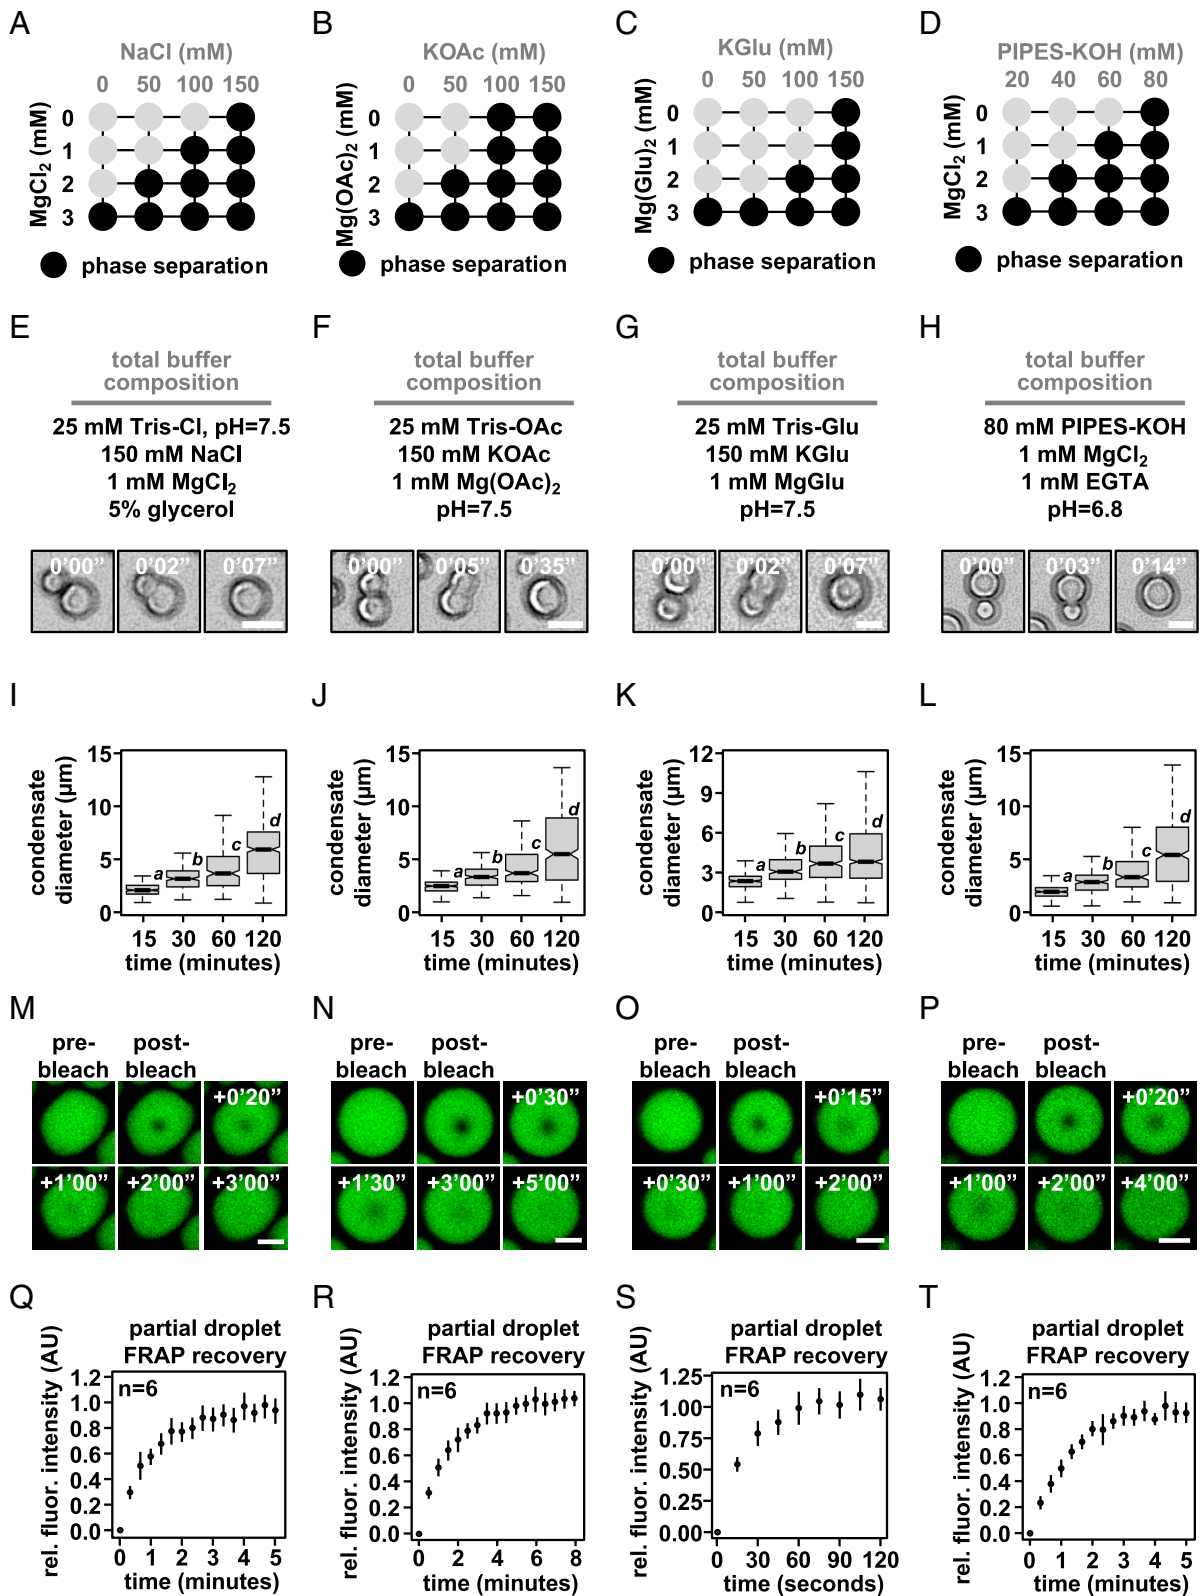 A
B
C
D
NaCl (mM)
KOAc (mM)
KGlu (mM)
PIPES-KOH (mM)
0 50 100 150
0 50 100 150
0 50 100 150
20 40 60 80
MgCl2 (mM)
0
1
2
3
Mg(OAc)2 (mM)
0
1
2
3
Mg(Glu)2 (mM)
0
1
2
3
MgCl2 (mM)
0
1
2
3
phase separation
phase separation
phase separation
phase separation
E
F
G
H
total buffer
composition
25 mM Tris-Cl, pH=7.5
150 mM NaCl
1 mM MgCl2
5% glycerol
total buffer
composition
25 mM Tris-OAc
150 mM KOAc
1 mM Mg(OAc)2
pH=7.5
total buffer
composition
25 mM Tris-Glu
150 mM KGlu
1 mM MgGlu
pH=7.5
total buffer
composition
80 mM PIPES-KOH
1 mM MgCl2
1 mM EGTA
pH=6.8
0'00" 0'02" 0'07"
0'00" 0'05" 0'35"
0'00" 0'02" 0'07"
0'00" 0'03" 0'14"
I
J
K
L
condensate
diameter (µm)
15
10
5
0
a b c d
15 30 60 120
time (minutes)
condensate
diameter (µm)
15
10
5
0
a b c d
15 30 60 120
time (minutes)
condensate
diameter (µm)
12
9
6
3
0
a b c d
15 30 60 120
time (minutes)
condensate
diameter (µm)
15
10
5
0
a b c d
15 30 60 120
time (minutes)
M
N
O
P
pre-
bleach
post-
bleach
+0'20"
+1'00" +2'00" +3'00"
pre-
bleach
post-
bleach
+0'30"
+1'30" +3'00" +5'00"
pre-
bleach
post-
bleach
+0'15"
+0'30" +1'00" +2'00"
pre-
bleach
post-
bleach
+0'20"
+1'00" +2'00" +4'00"
Q
R
S
T
partial droplet
FRAP recovery
rel. fluor. intensity (AU)
n=6
1.2
1.0
0.8
0.6
0.4
0.2
0.0
0 1 2 3 4 5
time (minutes)
partial droplet
FRAP recovery
rel. fluor. intensity (AU)
n=6
1.2
1.0
0.8
0.6
0.4
0.2
0.0
0 2 4 6 8
time (minutes)
partial droplet
FRAP recovery
rel. fluor. intensity (AU)
n=6
1.25
1.00
0.75
0.50
0.25
0.00
0 30 60 90 120
time (seconds)
partial droplet
FRAP recovery
rel. fluor. intensity (AU)
n=6
1.2
1.0
0.8
0.6
0.4
0.2
0.0
0 1 2 3 4 5
time (minutes)